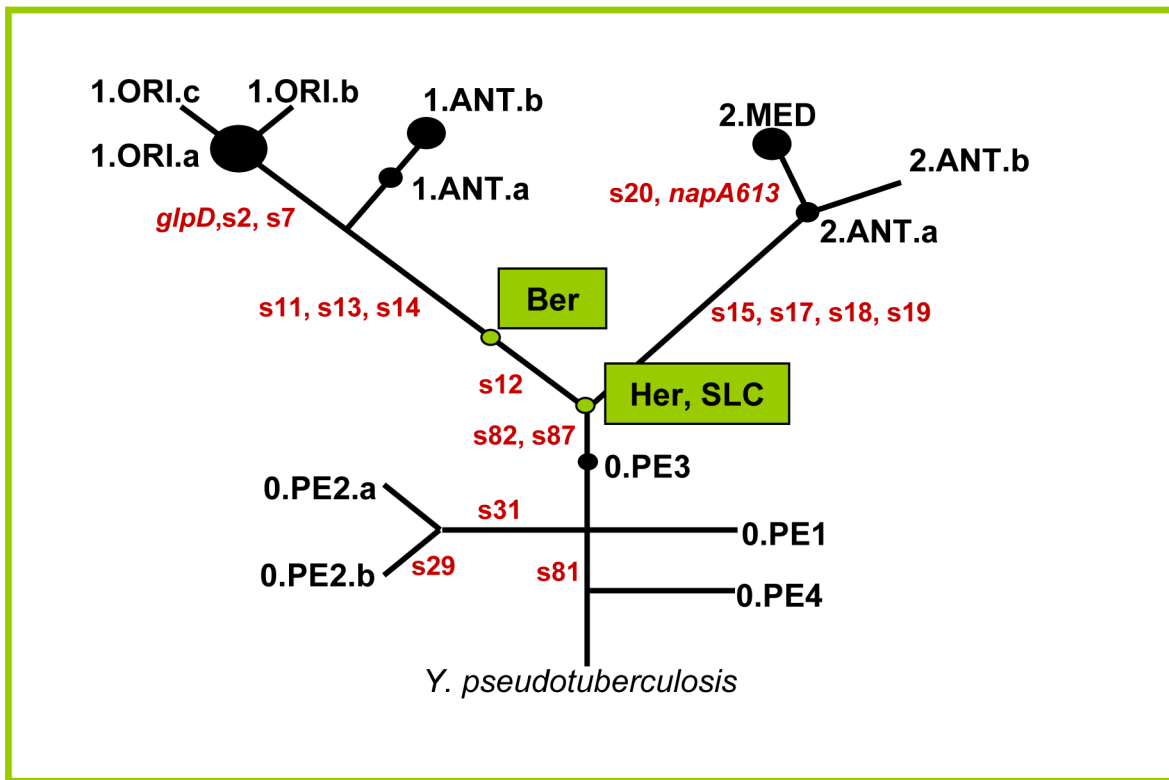 1.ORI.c 1.ORI.b
1.ANT.b
2.MED
1.ORI.a
2.ANT.b
1.ANT.a
s20, napA613
glpD,s2, s7
2.ANT.a
Ber
s11, s13, s14
s15, s17, s18, s19
s12
Her, SLC
s82, s87
0.PE3
0.PE2.a
s31
0.PE1
s29
0.PE2.b
s81
0.PE4
Y. pseudotuberculosis